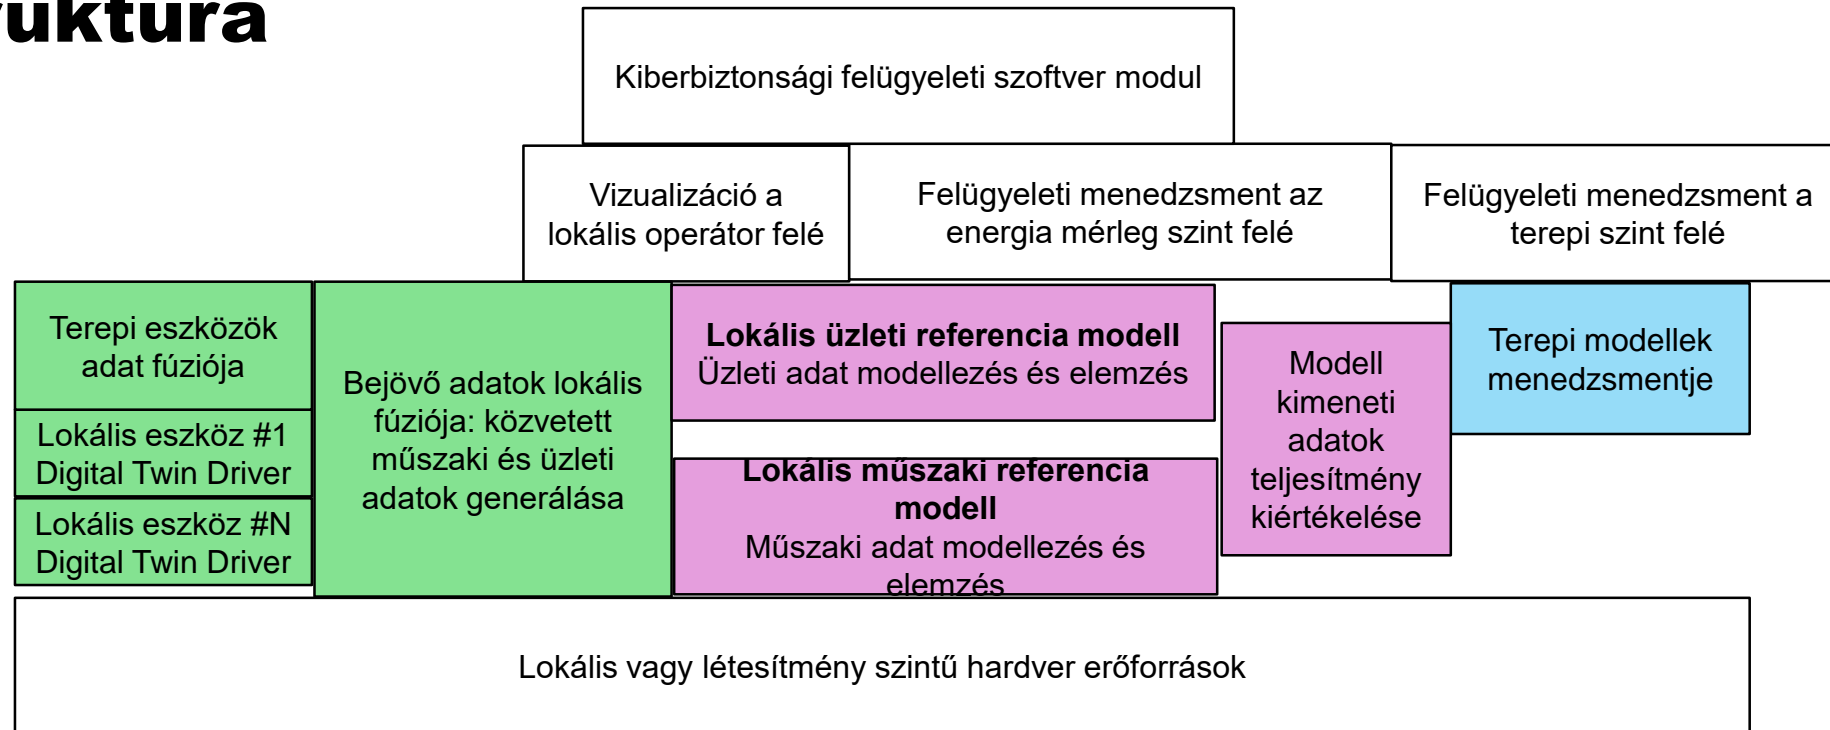 ruktúra
Kiberbiztonsági felügyeleti szoftver modul
Vizualizáció a
lokális operátor felé
Felügyeleti menedzsment az
energia mérleg szint felé
Felügyeleti menedzsment a
terepi szint felé
Terepi eszközök
adat fúziója
Lokális eszköz #1
Digital Twin Driver
Lokális eszköz #N
Digital Twin Driver
Bejövő adatok lokális
fúziója: közvetett
műszaki és üzleti
adatok generálása
Lokális üzleti referencia modell
Üzleti adat modellezés és elemzés
Lokális műszaki referencia
modell
Műszaki adat modellezés és
elemzés
Modell
kimeneti
adatok
teljesítmény
kiértékelése
Terepi modellek
menedzsmentje
Lokális vagy létesítmény szintű hardver erőforrások